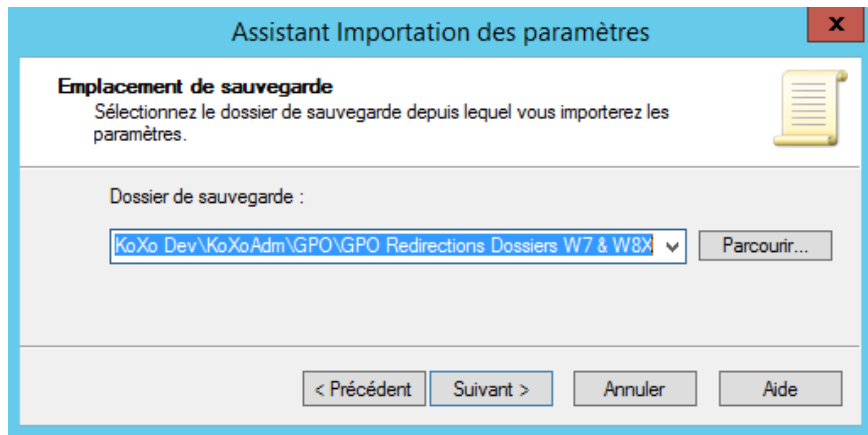 Assistant Importation des paramètres
x
Emplacement de sauvegarde
Sélectionnez le dossier de sauvegarde depuis lequel vous importerez les
paramètres.
Dossier de sauvegarde :
KoXo Dev\KoXoAdm\GPO\GPO Redirections Dossiers W7 & W8X
Parcourir...
< Précédent
Suivant >
Annuler
Aide